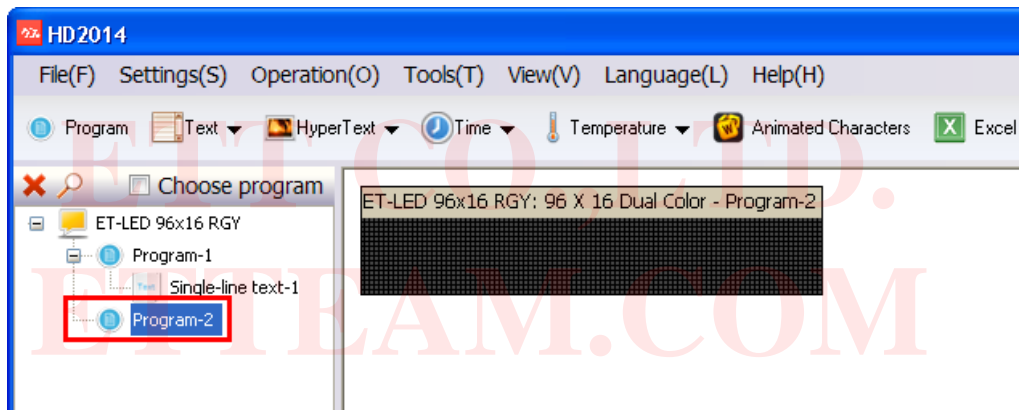 HD2014
File(F) Settings(S) Operation(O) Tools(T) View(V) Language(L) Help(H)
Program Text HyperText Time Temperature Animated Characters Excel
Choose program
ET-LED 96x16 RGY
Program-1
Text Single-line text-1
Program-2
ET-LED 96x16 RGY: 96 X 16 Dual Color - Program-2
ETT CO.,LTD.
ETTEAM.COM